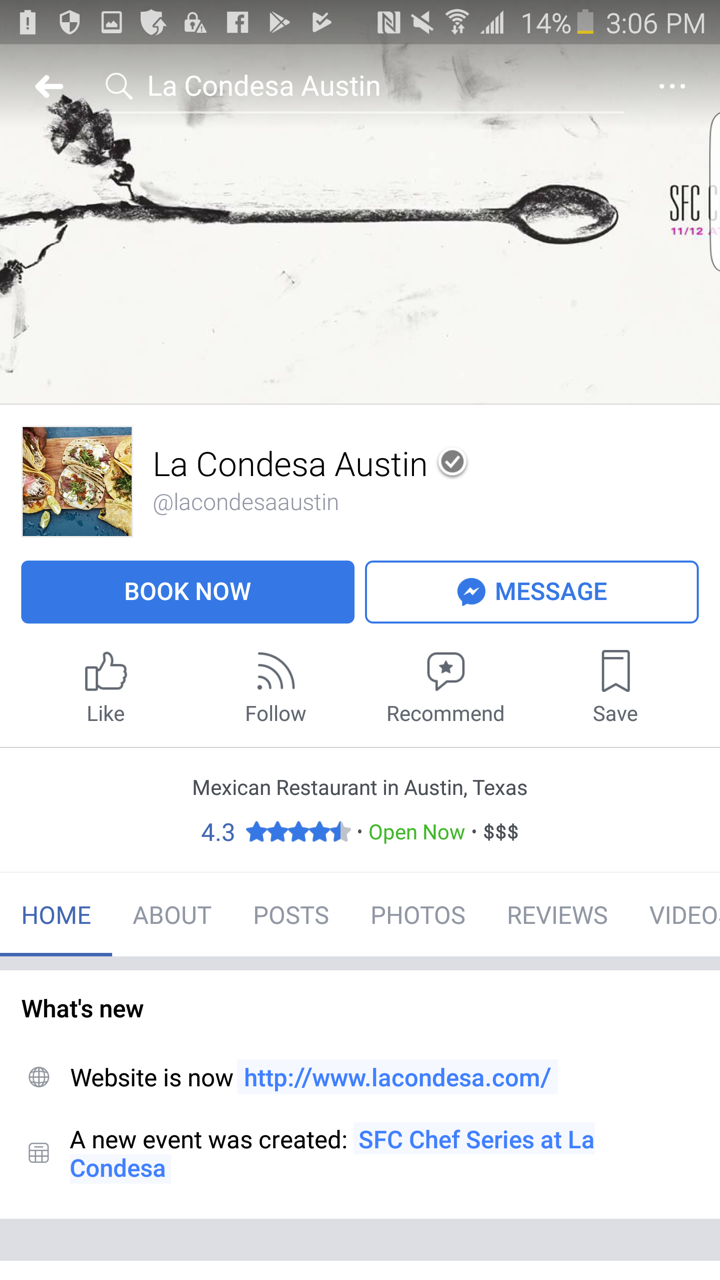 14% 3:06 PM
La Condesa Austin
SFC
11/12
La Condesa Austin
@lacondesaaustin
BOOK NOW
MESSAGE
Like Follow Recommend Save
Mexican Restaurant in Austin, Texas
4.3 · Open Now · $$$
HOME ABOUT POSTS PHOTOS REVIEWS VIDEO
What's new
Website is now http://www.lacondesa.com/
A new event was created: SFC Chef Series at La
Condesa